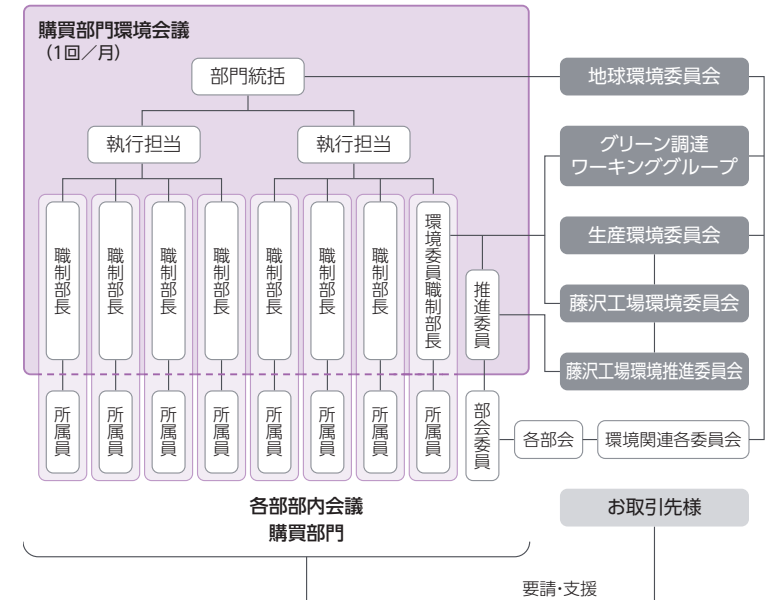 購買部門環境会議
（1回／月）
部門統括
地球環境委員会
執行担当
執行担当
グリーン調達
ワーキンググループ
職制部長
職制部長
職制部長
職制部長
職制部長
職制部長
職制部長
環境委員職制部長
推進委員
生産環境委員会
藤沢工場環境委員会
藤沢工場環境推進委員会
所属員
所属員
所属員
所属員
所属員
所属員
所属員
所属員
部会委員
各部会
環境関連各委員会
各部部内会議
購買部門
お取引先様
要請・支援